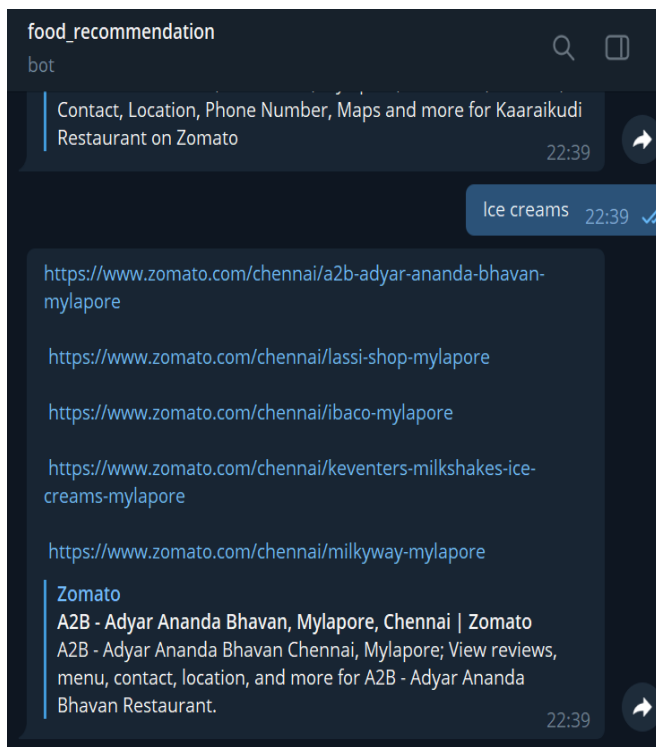 food_recommendation
bot
Contact, Location, Phone Number, Maps and more for Kaaraikudi
Restaurant on Zomato
22:39
Ice creams 22:39
https://www.zomato.com/chennai/a2b-adyar-ananda-bhavan-
mylapore
https://www.zomato.com/chennai/lassi-shop-mylapore
https://www.zomato.com/chennai/ibaco-mylapore
https://www.zomato.com/chennai/keventers-milkshakes-ice-
creams-mylapore
https://www.zomato.com/chennai/milkyway-mylapore
Zomato
A2B - Adyar Ananda Bhavan, Mylapore, Chennai | Zomato
A2B - Adyar Ananda Bhavan Chennai, Mylapore; View reviews,
menu, contact, location, and more for A2B - Adyar Ananda
Bhavan Restaurant.
22:39